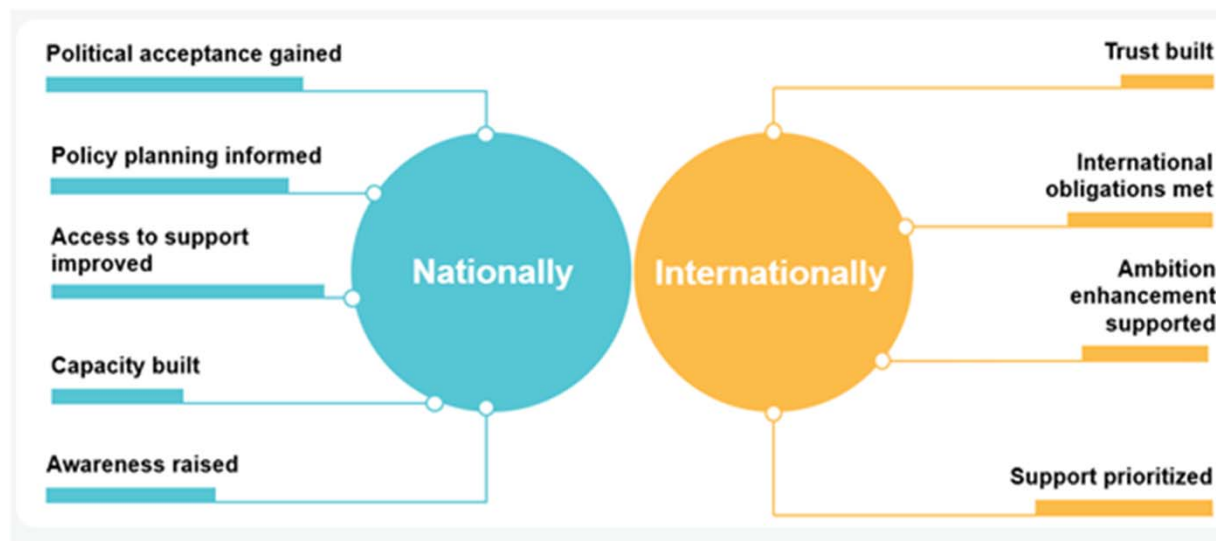 Political acceptance gained
Policy planning informed
Access to support
improved
Capacity built
Awareness raised
Nationally
Internationally
Trust built
International
obligations met
Ambition
enhancement
supported
Support prioritized